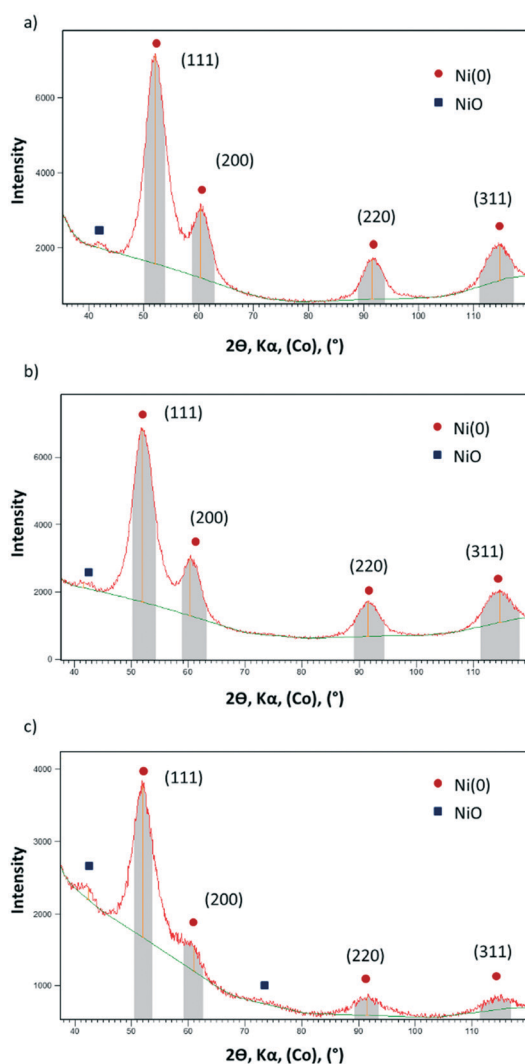 a)
(111)
Ni(0)
NiO
(200)
(220)
(311)
6000
4000
2000
Intensity
40 50 60 70 80 90 100 110
2Θ, Kα, (Co), (°)
b)
(111)
Ni(0)
NiO
(200)
(220)
(311)
6000
4000
2000
0
Intensity
40 50 60 70 80 90 100 110
2Θ, Kα, (Co), (°)
c)
(111)
Ni(0)
NiO
(200)
(220)
(311)
4000
3000
2000
1000
Intensity
40 50 60 70 80 90 100 110
2Θ, Kα, (Co), (°)